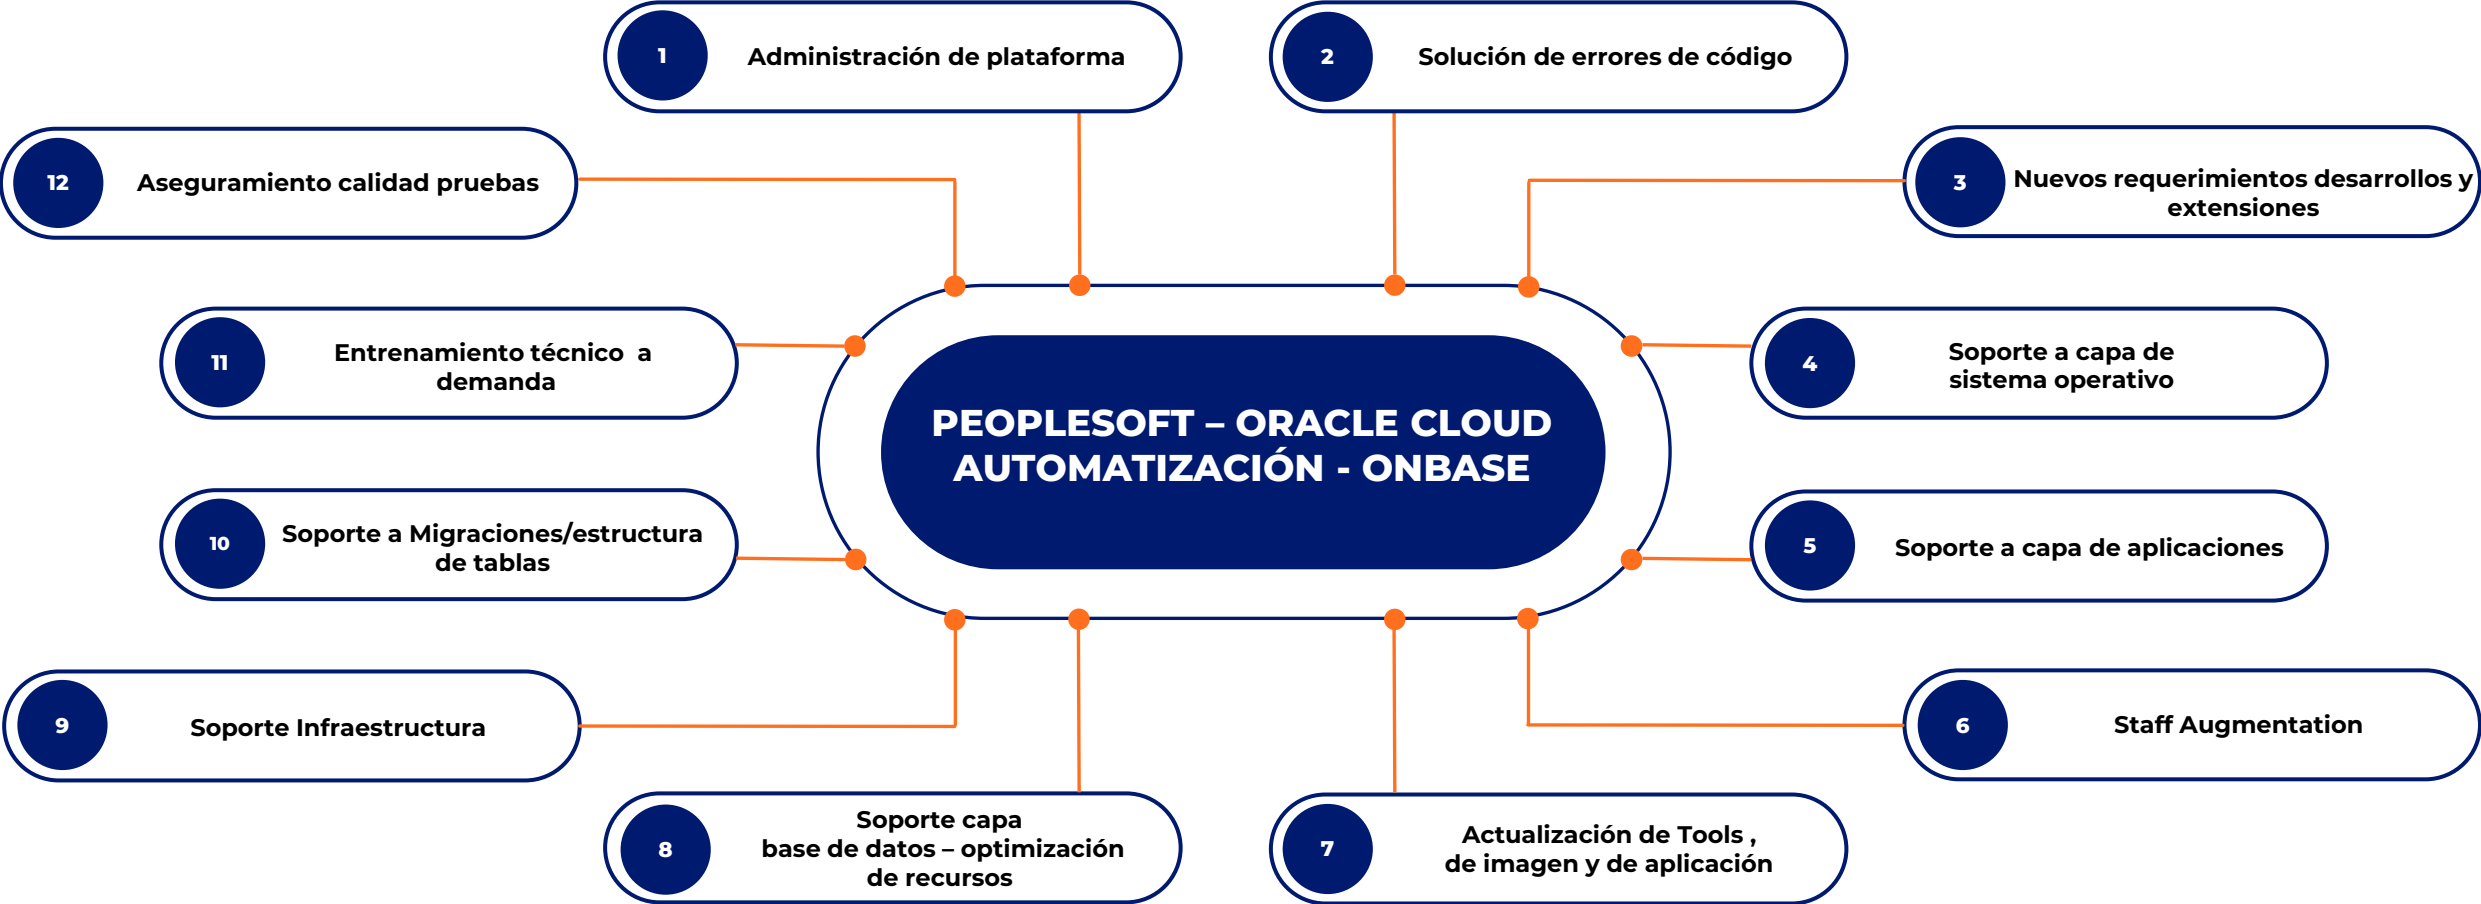 1
Administración de plataforma
2
Solución de errores de código
3
Nuevos requerimientos desarrollos y
extensiones
4
Soporte a capa de
sistema operativo
5
Soporte a capa de aplicaciones
6
Staff Augmentation
7
Actualización de Tools ,
de imagen y de aplicación
8
Soporte capa
base de datos – optimización
de recursos
9
Soporte Infraestructura
10
Soporte a Migraciones/estructura
de tablas
11
Entrenamiento técnico  a
demanda
12
Aseguramiento calidad pruebas
PEOPLESOFT – ORACLE CLOUD
AUTOMATIZACIÓN - ONBASE